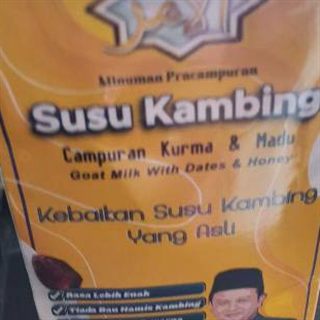 Minuman Pracampuran
Susu Kambing
Campuran Kurma & Madu
Goat Milk With Dates & Honey
Kebaikan Susu Kambing
Yang Asli
Rasa Lebih Enak
Tiada Bau Hamis Kambing